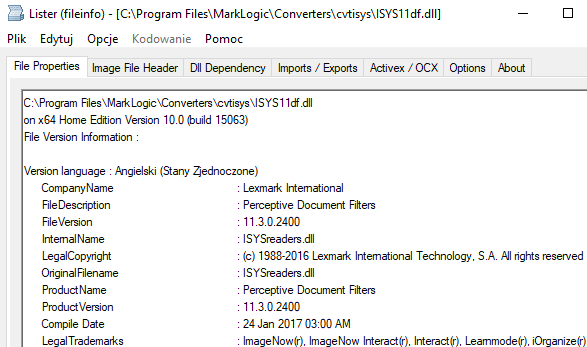 Lister (fileinfo) - [C:\Program Files\MarkLogic\Converters\cvtisys\ISYS11df.dll]
Plik Edytuj Opcje Kodowanie Pomoc
File Properties Image File Header Dll Dependency Imports / Exports Activex / OCX Options About
C:\Program Files\MarkLogic\Converters\cvtisys\ISYS11df.dll
on x64 Home Edition Version 10.0 (build 15063)
File Version Information :
Version language : Angielski (Stany Zjednoczone)
CompanyName : Lexmark International
FileDescription : Perceptive Document Filters
FileVersion : 11.3.0.2400
InternalName : ISYSreaders.dll
LegalCopyright : (c) 1988-2016 Lexmark International Technology, S.A. All rights reserved
OriginalFilename : ISYSreaders.dll
ProductName : Perceptive Document Filters
ProductVersion : 11.3.0.2400
Compile Date : 24 Jan 2017 03:00 AM
LegalTrademarks : ImageNow(r), ImageNow Interact(r), Interact(r), Learnmode(r), iOrganize(r)